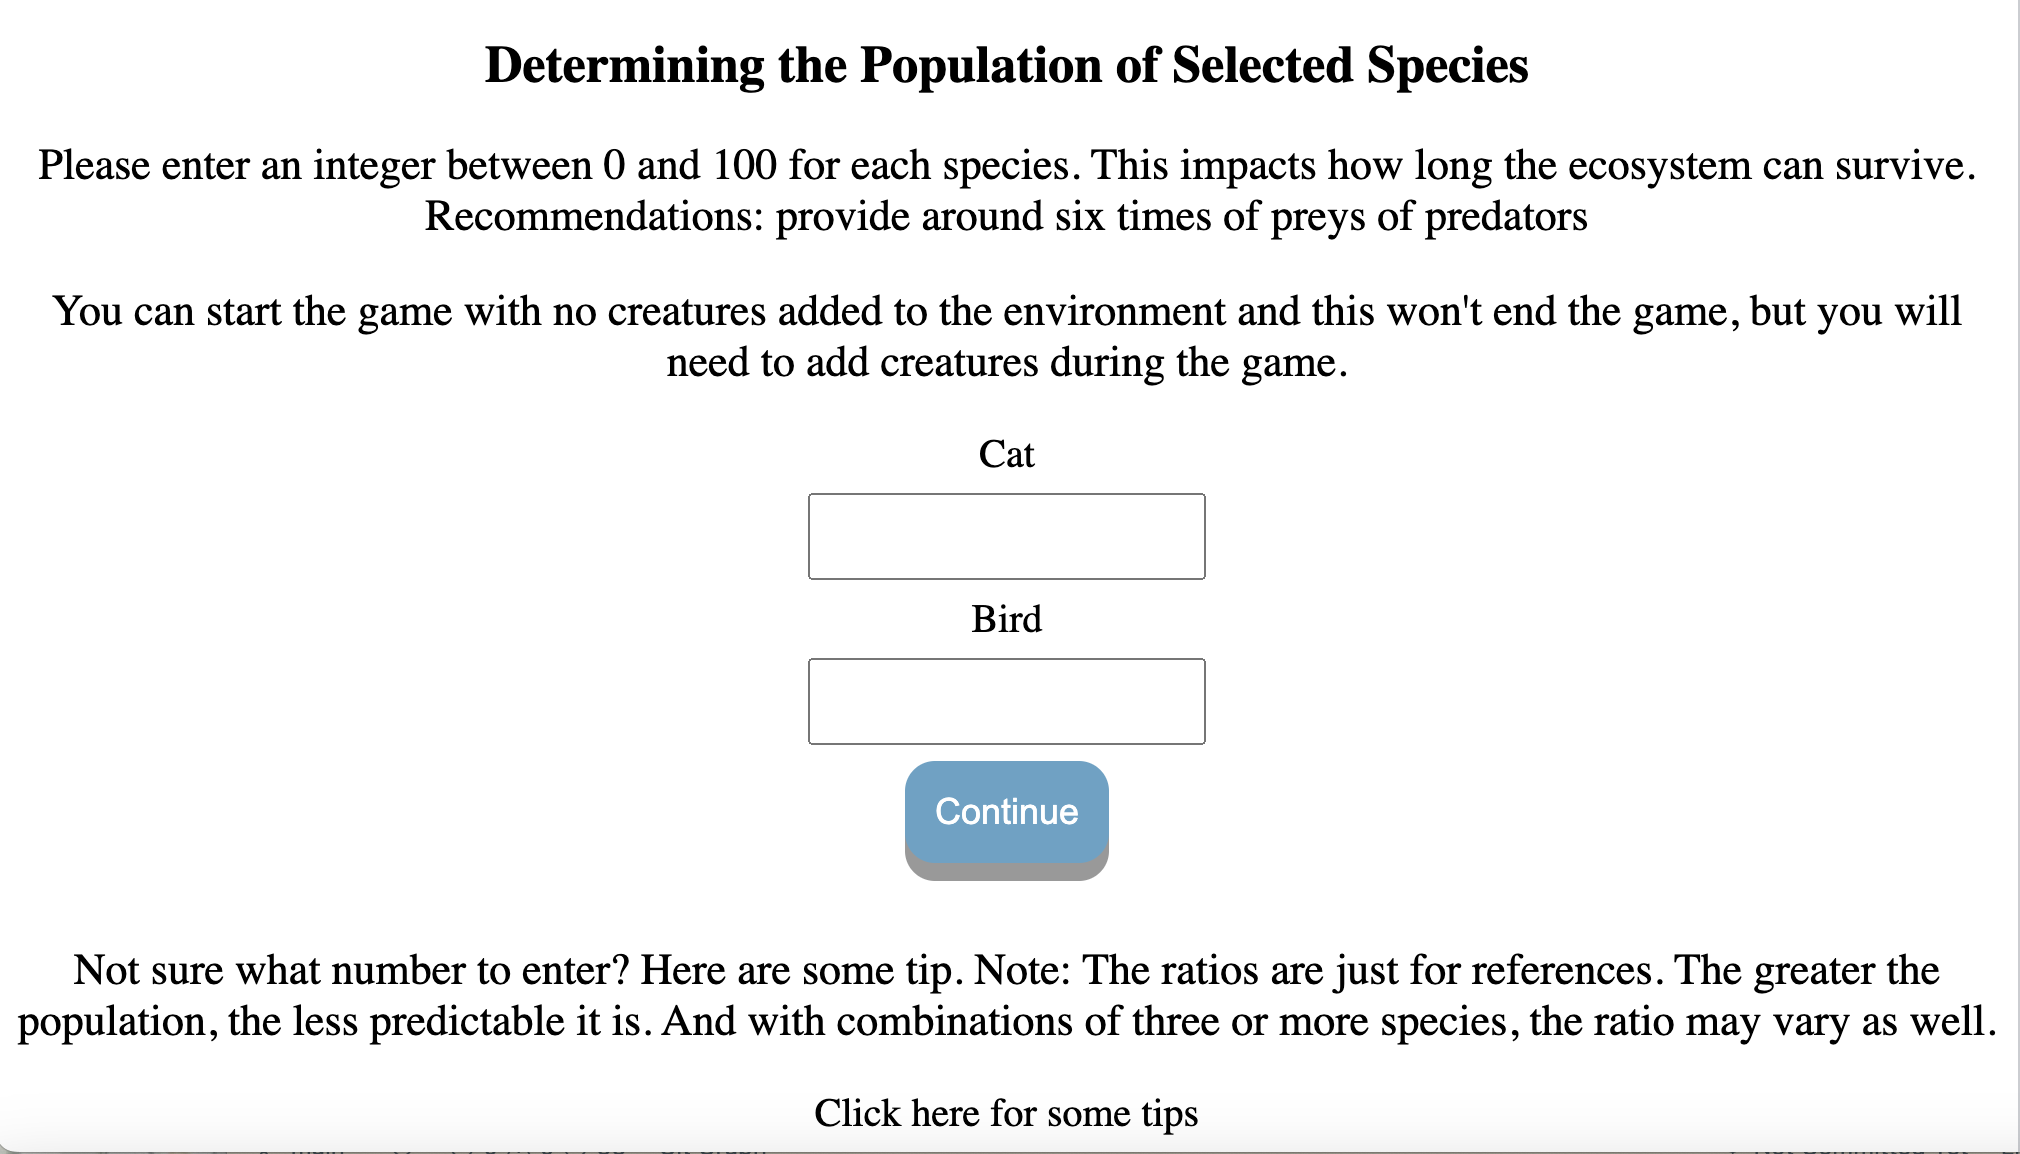 Determining the Population of Selected Species
Please enter an integer between 0 and 100 for each species. This impacts how long the ecosystem can survive.
Recommendations: provide around six times of preys of predators
You can start the game with no creatures added to the environment and this won't end the game, but you will
need to add creatures during the game.
Cat
Bird
Continue
Not sure what number to enter? Here are some tip. Note: The ratios are just for references. The greater the
population, the less predictable it is. And with combinations of three or more species, the ratio may vary as well.
Click here for some tips